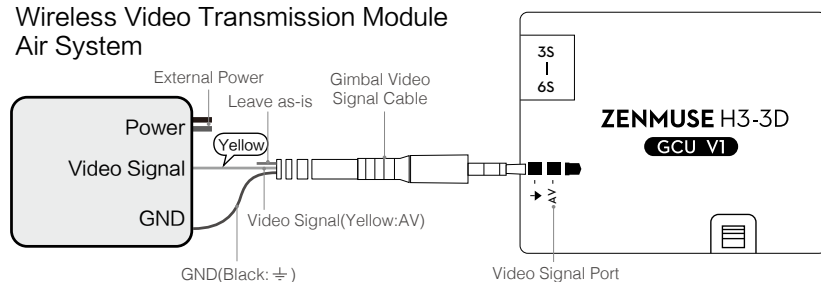 Wireless Video Transmission Module
Air System
External Power
Gimbal Video
Signal Cable
Leave as-is
Power
Yellow
Video Signal
GND
Video Signal(Yellow:AV)
GND(Black: ⏚)
3S
|
6S
ZENMUSE H3-3D
GCU V1
AV
Video Signal Port